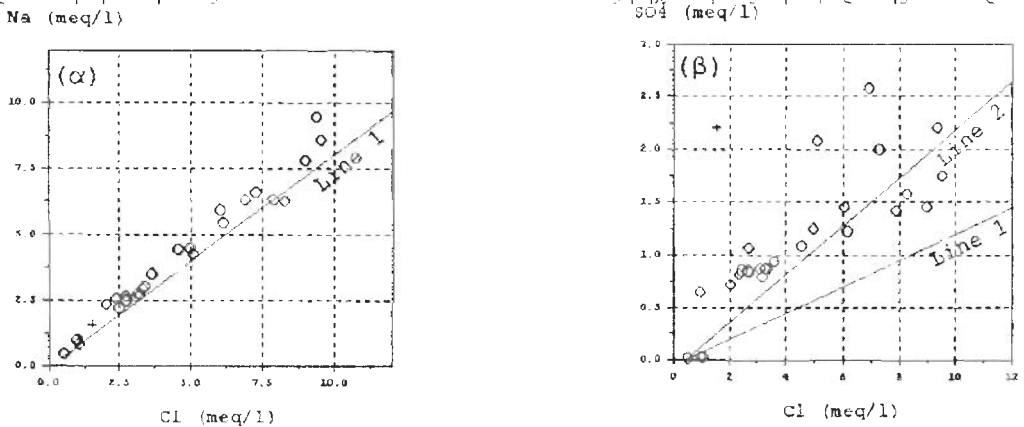 Na (meq/l)
(α)
10.0
7.5
5.0
2.5
0.0
Line 1
0.0 2.5 5.0 7.5 10.0
Cl (meq/l)
SO4 (meq/l)
(β)
3.0
2.5
2.0
1.5
1.0
0.5
0.0
Line 2
Line 1
0 2 4 6 8 10 12
Cl (meq/l)